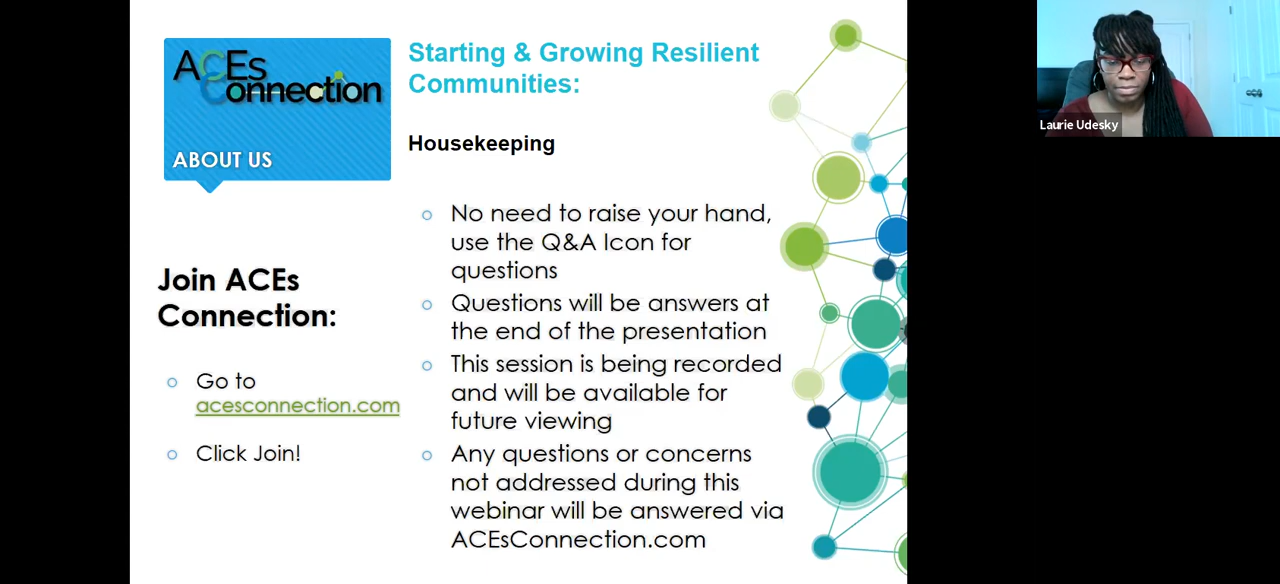 ACEs
Connection
ABOUT US
Join ACEs
Connection:
Go to
acesconnection.com
Click Join!
Starting & Growing Resilient
Communities:
Housekeeping
No need to raise your hand,
use the Q&A Icon for
questions
Questions will be answers at
the end of the presentation
This session is being recorded
and will be available for
future viewing
Any questions or concerns
not addressed during this
webinar will be answered via
ACEsConnection.com
Laurie Udesky